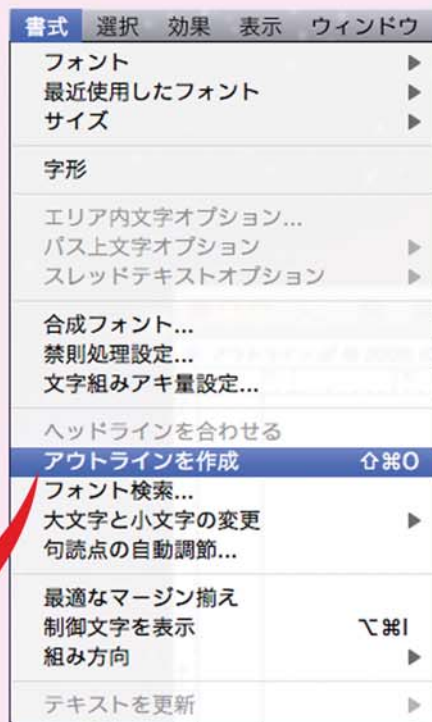 書式 選択 効果 表示 ウィンドウ
フォント
最近使用したフォント
サイズ
字形
エリア内文字オプション...
パス上文字オプション
スレッドテキストオプション
合成フォント...
禁則処理設定...
文字組みアキ量設定...
ヘッドラインを合わせる
アウトラインを作成 ⇧⌘O
フォント検索...
大文字と小文字の変更
句読点の自動調節...
最適なマージン揃え
制御文字を表示 ⌥⌘I
組み方向
テキストを更新